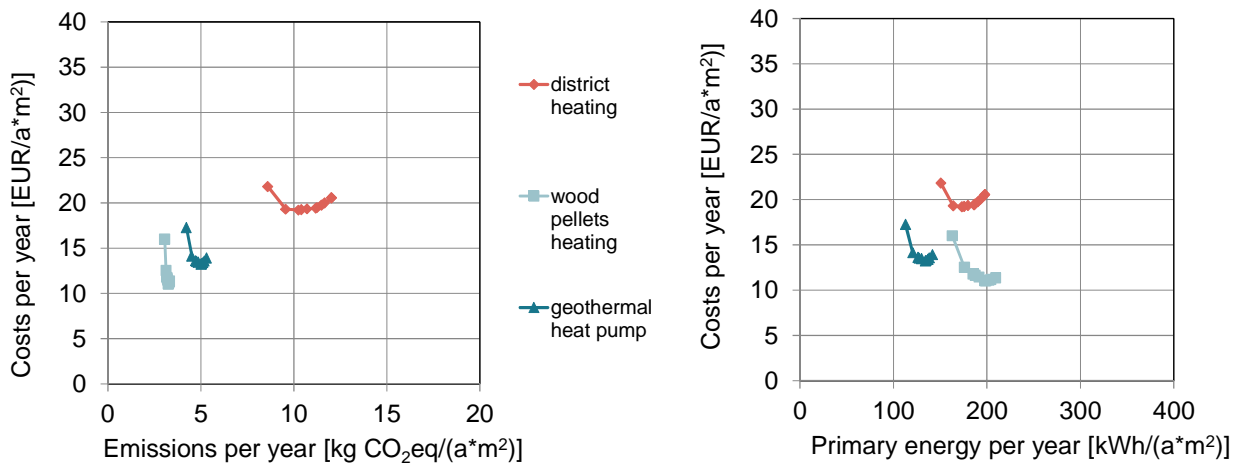 Costs per year [EUR/a*m²)]
40
35
30
25
20
15
10
5
0
0
5
10
15
20
Emissions per year [kg CO₂eq/(a*m²)]
district
heating
wood
pellets
heating
geothermal
heat pump
Costs per year [EUR/a*m²)]
40
35
30
25
20
15
10
5
0
0
100
200
300
400
Primary energy per year [kWh/(a*m²)]